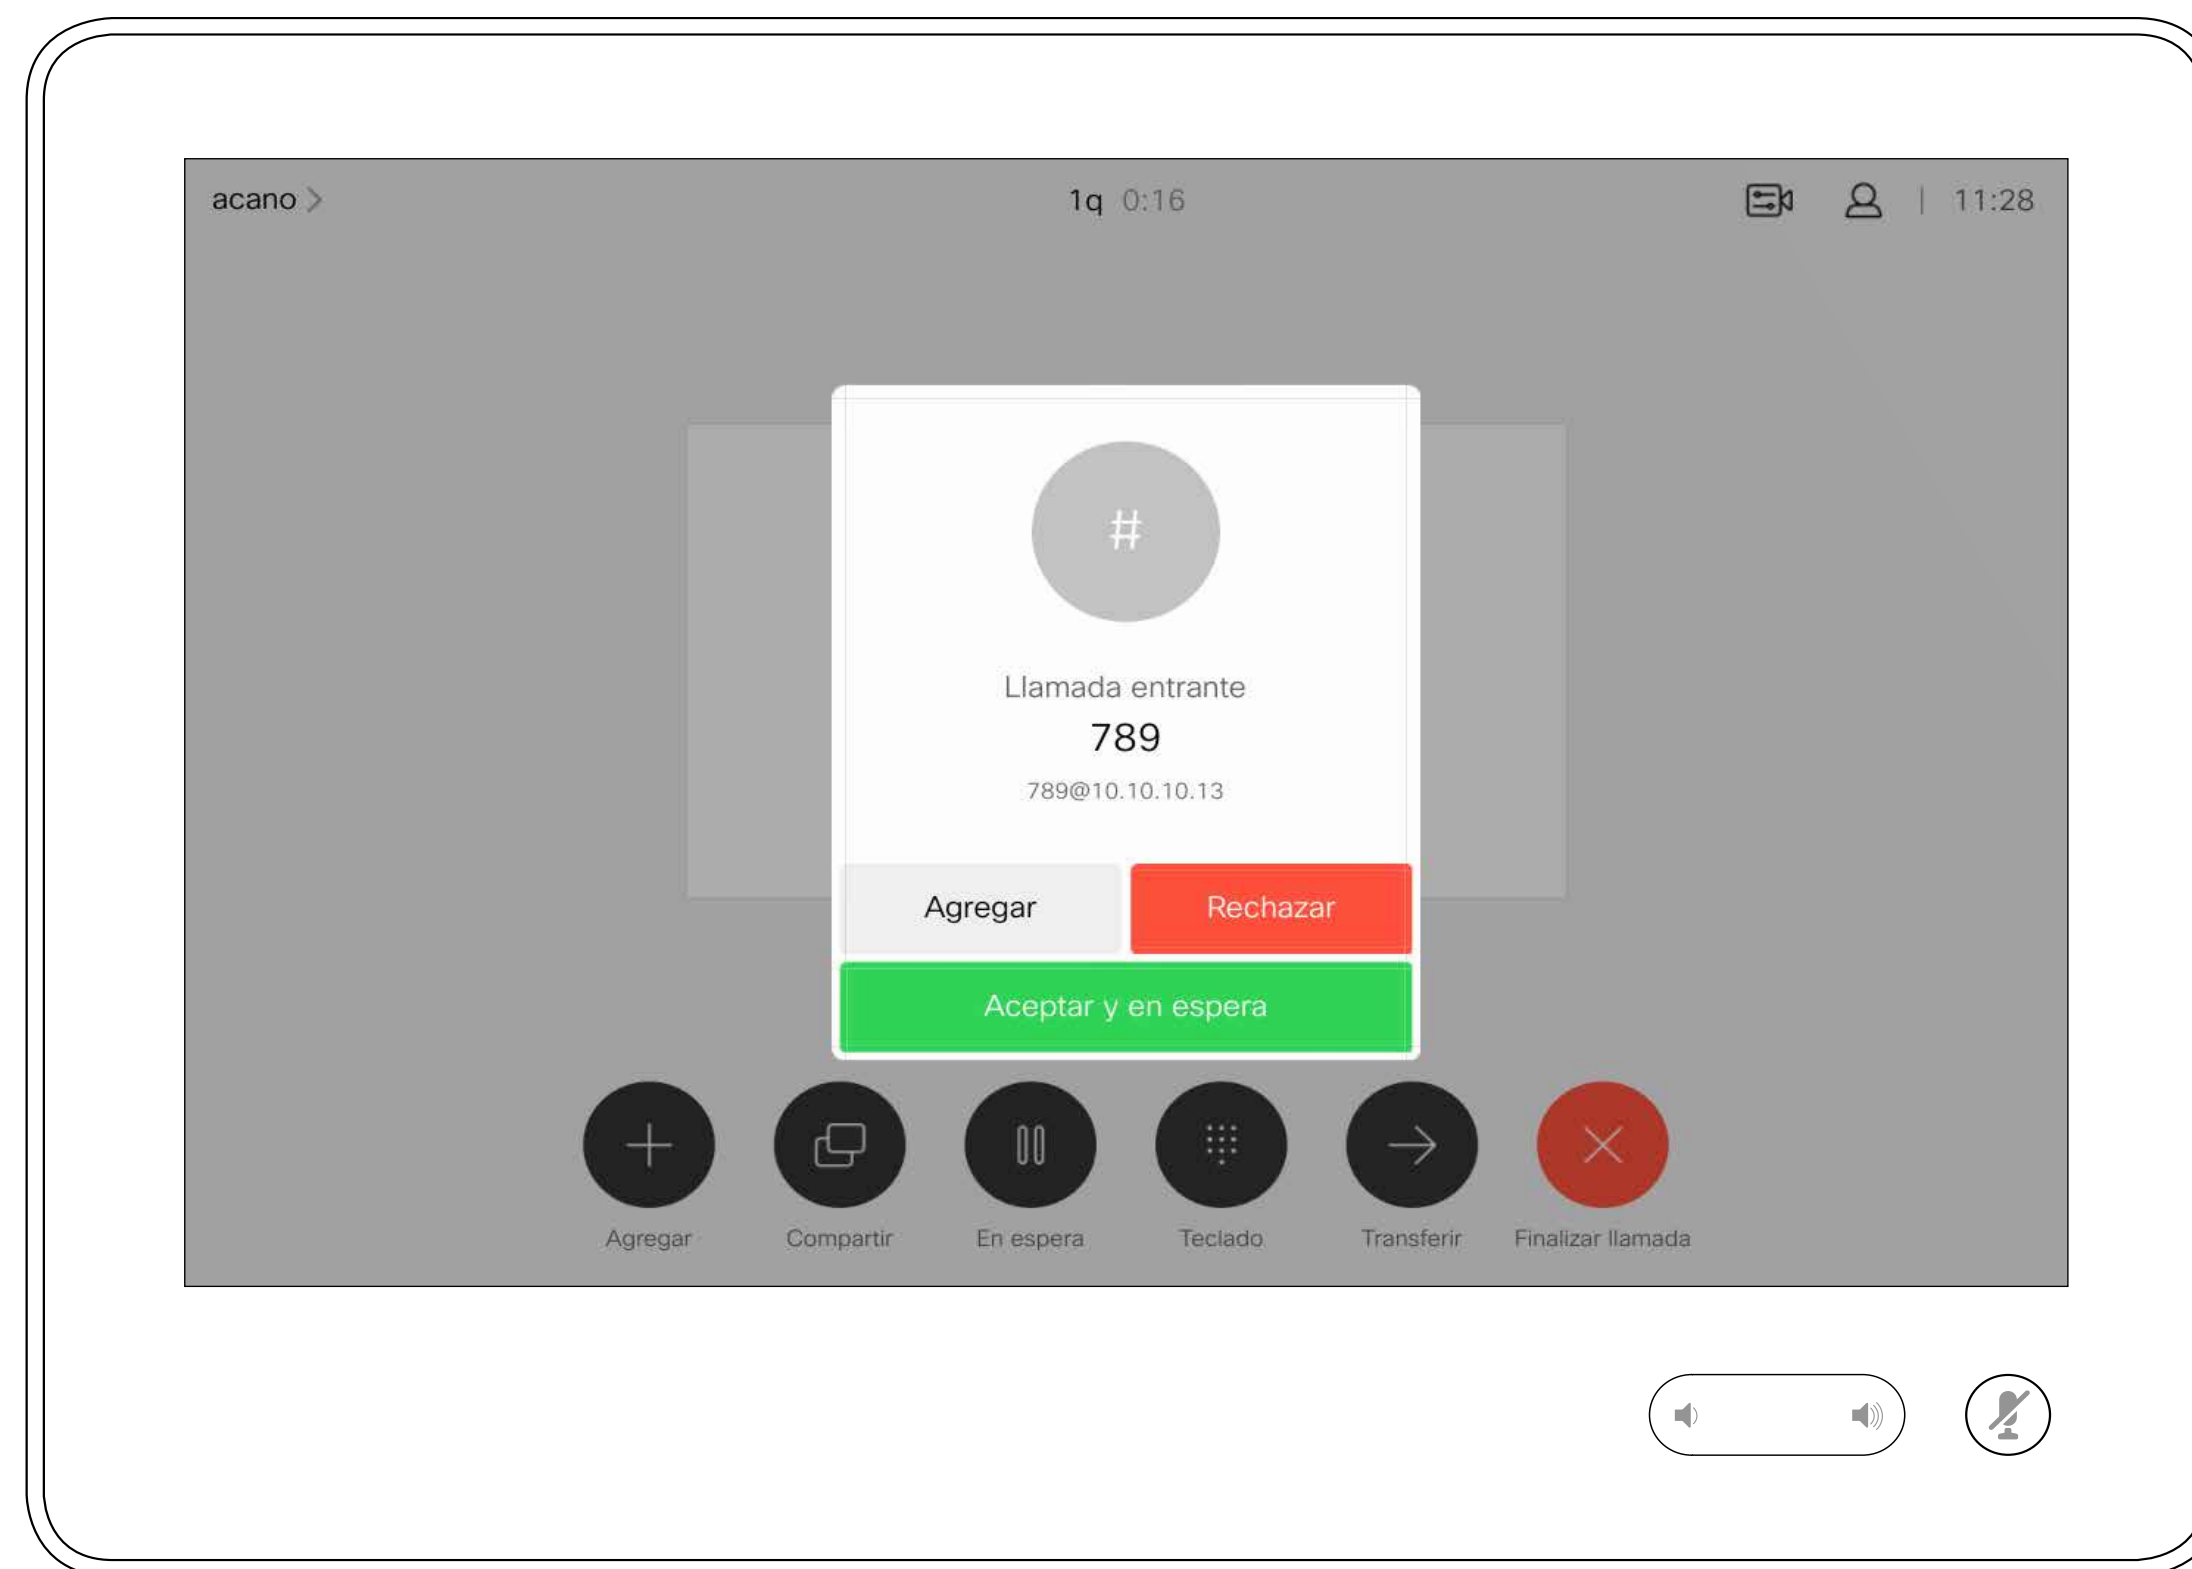 acano
1q 0:16
11:28
#
Llamada entrante
789
789@10.10.10.13
Agregar
Rechazar
Aceptar y en espera
Agregar
Compartir
En espera
Teclado
Transferir
Finalizar llamada